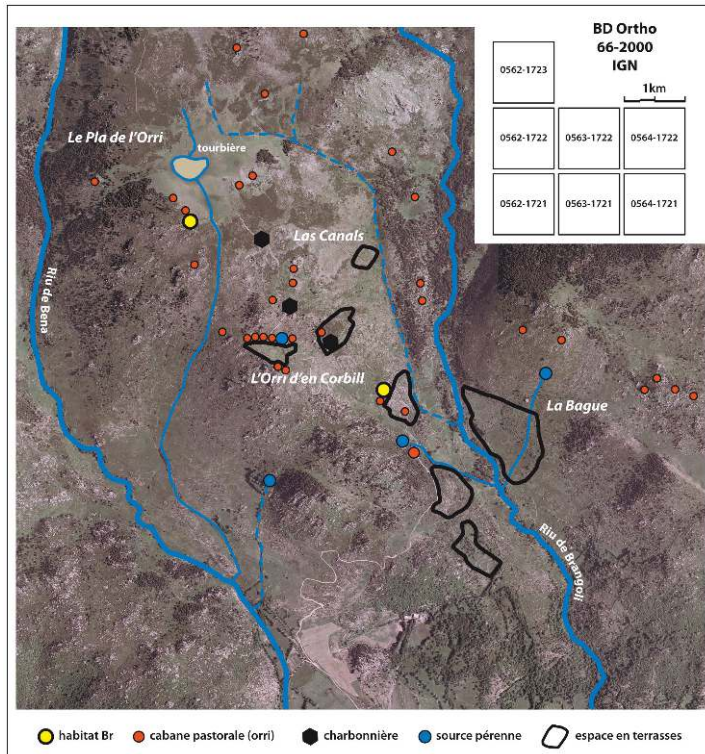 BD Ortho
66-2000
IGN
1km
0562-1723
0562-1722
0563-1722
0564-1722
0562-1721
0563-1721
0564-1721
Le Pla de l'Orri
tourbière
Las Canals
Riu de Bena
L'Orri d'en Corbill
La Bague
Riu de Brangoli
habitat Br
cabane pastorale (orri)
charbonnière
source pérenne
espace en terrasses